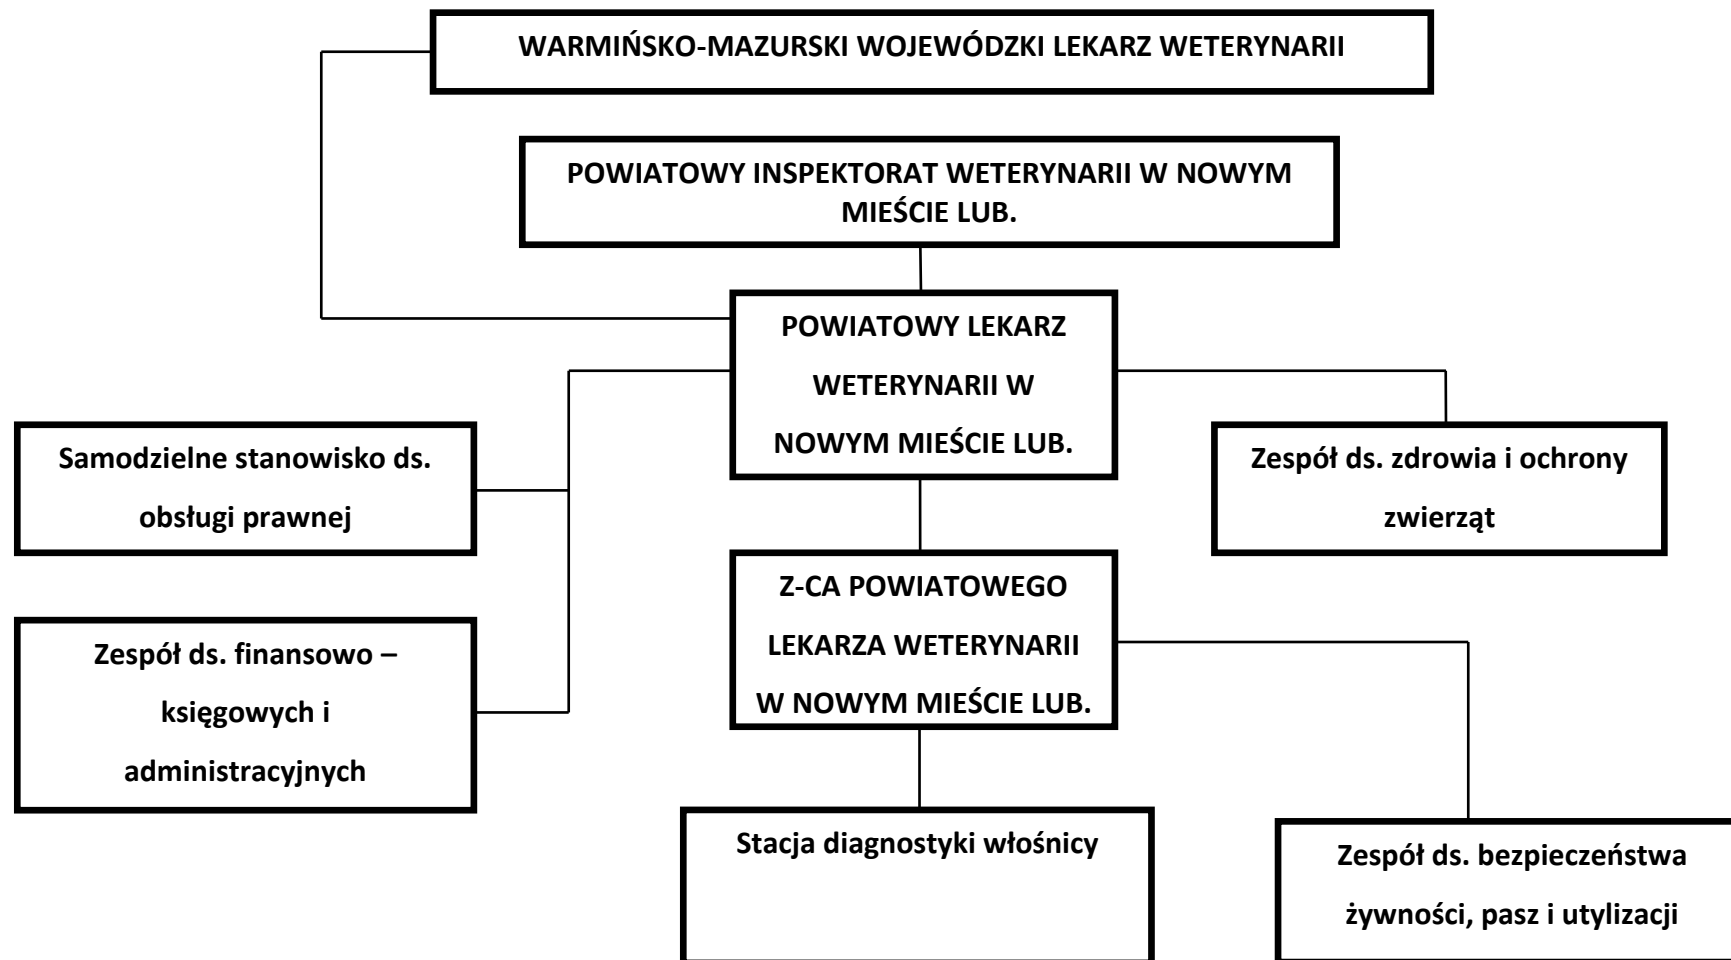 WARMIŃSKO-MAZURSKI WOJEWÓDZKI LEKARZ WETERYNARII
POWIATOWY INSPEKTORAT WETERYNARII W NOWYM
MIEŚCIE LUB.
POWIATOWY LEKARZ
WETERYNARII W
NOWYM MIEŚCIE LUB.
Samodzielne stanowisko ds.
obsługi prawnej
Zespół ds. zdrowia i ochrony
zwierząt
Z-CA POWIATOWEGO
LEKARZA WETERYNARII
W NOWYM MIEŚCIE LUB.
Zespół ds. finansowo –
księgowych i
administracyjnych
Stacja diagnostyki włośnicy
Zespół ds. bezpieczeństwa
żywności, pasz i utylizacji